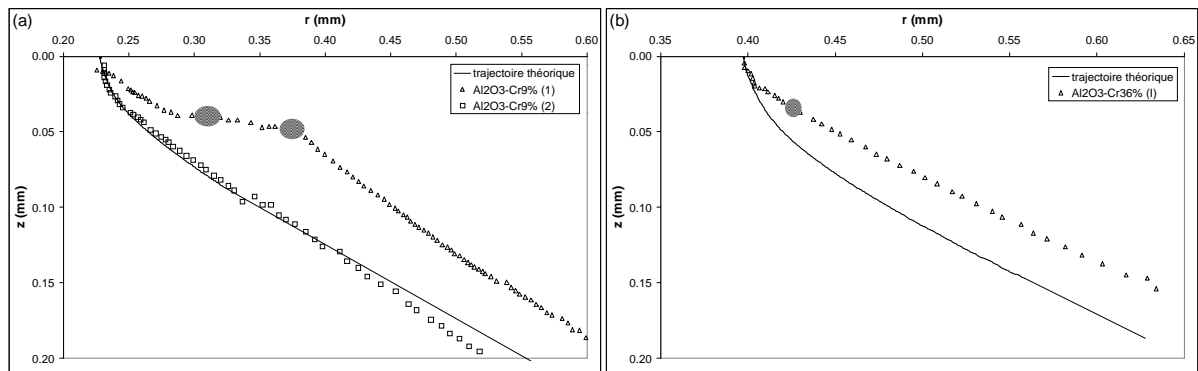 (a)
r (mm)
0.20 0.25 0.30 0.35 0.40 0.45 0.50 0.55 0.60
0.00
0.05
0.10
0.15
0.20
z (mm)
trajectoire théorique
Al2O3-Cr9% (1)
Al2O3-Cr9% (2)
(b)
r (mm)
0.35 0.40 0.45 0.50 0.55 0.60 0.65
0.00
0.05
0.10
0.15
0.20
z (mm)
trajectoire théorique
Al2O3-Cr36% (I)